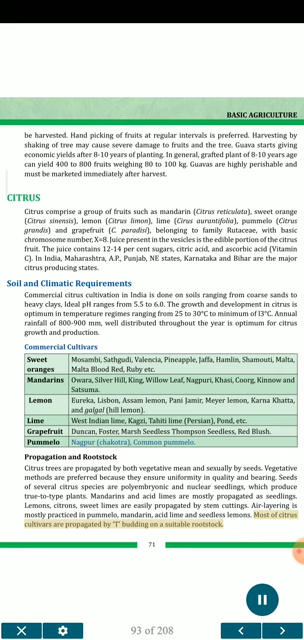 BASIC AGRICULTURE
be harvested. Hand picking of fruits at regular intervals is preferred. Harvesting by
shaking of tree may cause severe damage to fruits and the tree. Guava starts giving
economic yields after 8-10 years of planting. In general, grafted plant of 8-10 years age
can yield 400 to 800 fruits weighing 80 to 100 kg. Guavas are highly perishable and
must be marketed immediately after harvest.
CITRUS
Citrus comprise a group of fruits such as mandarin (Citrus reticulata), sweet orange
(Citrus sinensis), lemon (Citrus limon), lime (Citrus aurantifolia), pummelo (Citrus
grandis) and grapefruit (C. paradisi), belonging to family Rutaceae, with basic
chromosome number, X=8. Juice present in the vesicles is the edible portion of the citrus
fruit. The juice contains 12-14 per cent sugars, citric acid, and ascorbic acid (Vitamin
C). In India, Maharashtra, A.P., Punjab, NE states, Karnataka and Bihar are the major
citrus producing states.
Soil and Climatic Requirements
Commercial citrus cultivation in India is done on soils ranging from coarse sands to
heavy clays, Ideal pH ranges from 5.5 to 6.0. The growth and development in citrus is
optimum in temperature regimes ranging from 25 to 30°C to minimum of l3°C. Annual
rainfall of 800-900 mm, well distributed throughout the year is optimum for citrus
growth and production.
Commercial Cultivars
Sweet oranges Mosambi, Sathgudi, Valencia, Pineapple, Jaffa, Hamlin, Shamouti, Malta,
Malta Blood Red, Ruby etc.
Mandarins Owara, Silver Hill, King, Willow Leaf, Nagpuri, Khasi, Coorg, Kinnow and
Satsuma.
Lemon Eureka, Lisbon, Assam lemon, Pani Jamir, Meyer lemon, Karna Khatta,
and galgal (hill lemon).
Lime West Indian lime, Kagzi, Tahiti lime (Persian), Pond, etc.
Grapefruit Duncan, Foster, Marsh Seedless Thompson Seedless, Red Blush.
Pummelo Nagpur (chakotra), Common pummelo.
Propagation and Rootstock
Citrus trees are propagated by both vegetative mean and sexually by seeds. Vegetative
methods are preferred because they ensure uniformity in quality and bearing. Seeds
of several citrus species are polyembryonic and nuclear seedlings, which produce
true-to-type plants. Mandarins and acid limes are mostly propagated as seedlings.
Lemons, citrons, sweet limes are easily propagated by stem cuttings. Air-layering is
mostly practiced in pummelo, mandarin, acid lime and seedless lemons. Most of citrus
cultivars are propagated by 'T' budding on a suitable rootstock.
71
93 of 208